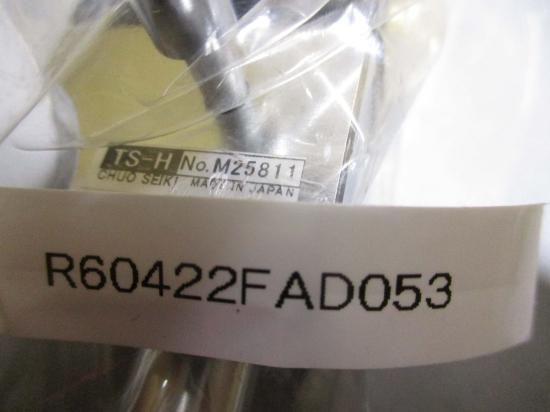 TS-H No. M25811
CHUO SEIKI MADE IN JAPAN
R60422FAD053